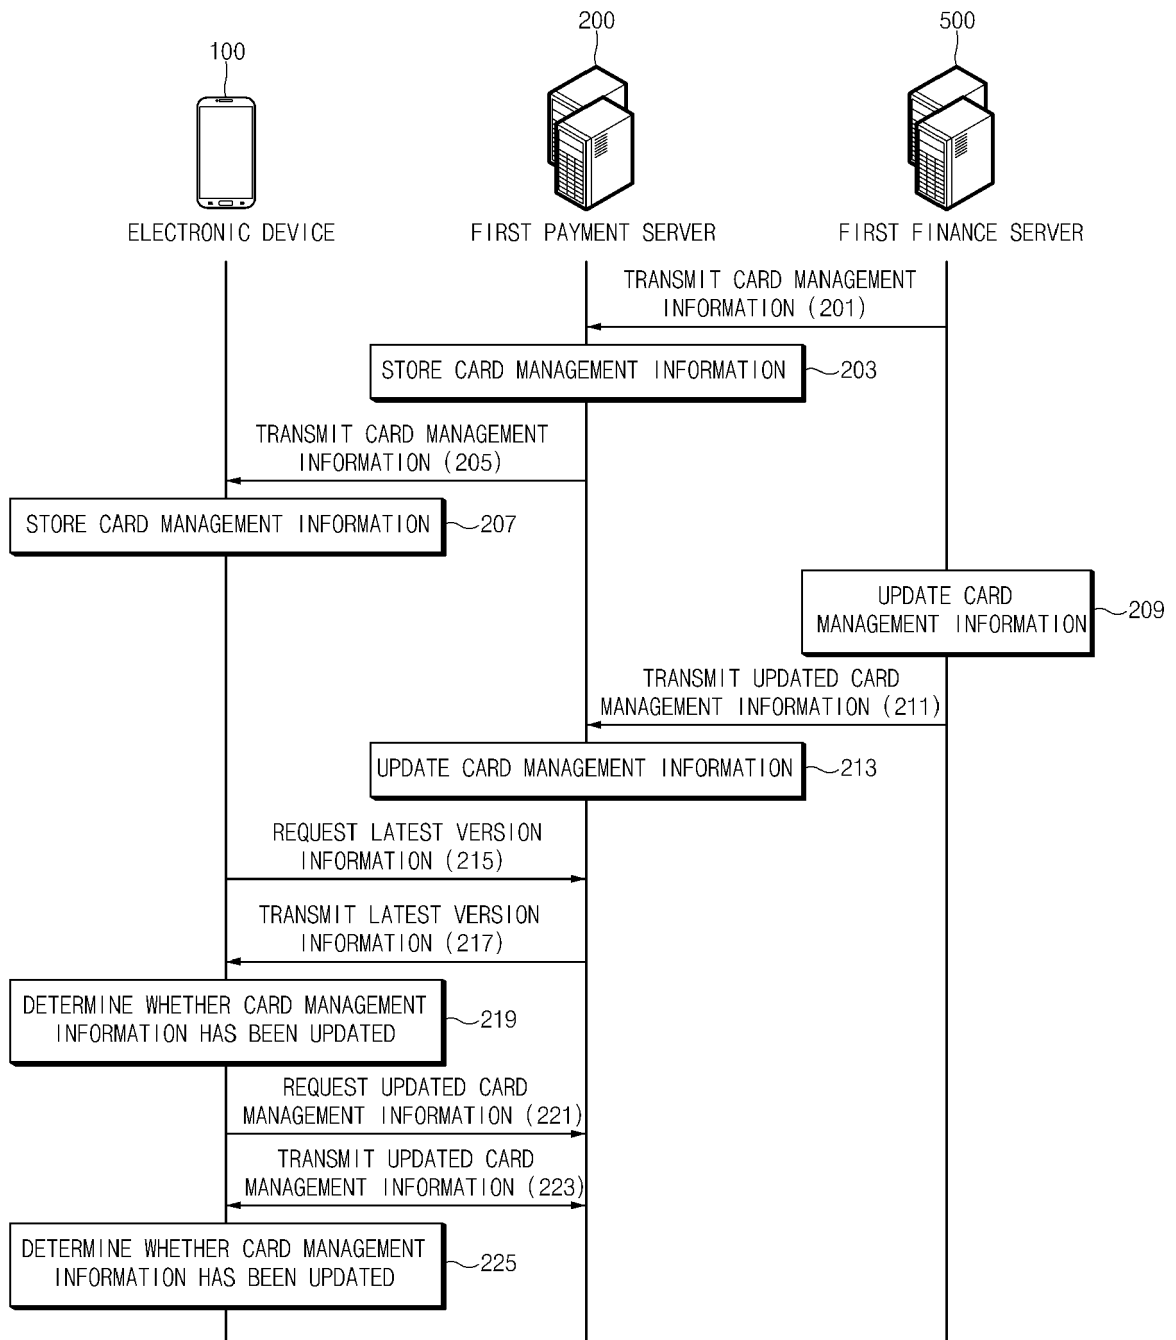 200
500
100
ELECTRONIC DEVICE
FIRST PAYMENT SERVER
FIRST FINANCE SERVER
TRANSMIT CARD MANAGEMENT
INFORMATION (201)
STORE CARD MANAGEMENT INFORMATION
203
TRANSMIT CARD MANAGEMENT
INFORMATION (205)
STORE CARD MANAGEMENT INFORMATION
207
UPDATE CARD
MANAGEMENT INFORMATION
209
TRANSMIT UPDATED CARD
MANAGEMENT INFORMATION (211)
UPDATE CARD MANAGEMENT INFORMATION
213
REQUEST LATEST VERSION
INFORMATION (215)
TRANSMIT LATEST VERSION
INFORMATION (217)
DETERMINE WHETHER CARD MANAGEMENT
INFORMATION HAS BEEN UPDATED
219
REQUEST UPDATED CARD
MANAGEMENT INFORMATION (221)
TRANSMIT UPDATED CARD
MANAGEMENT INFORMATION (223)
DETERMINE WHETHER CARD MANAGEMENT
INFORMATION HAS BEEN UPDATED
225